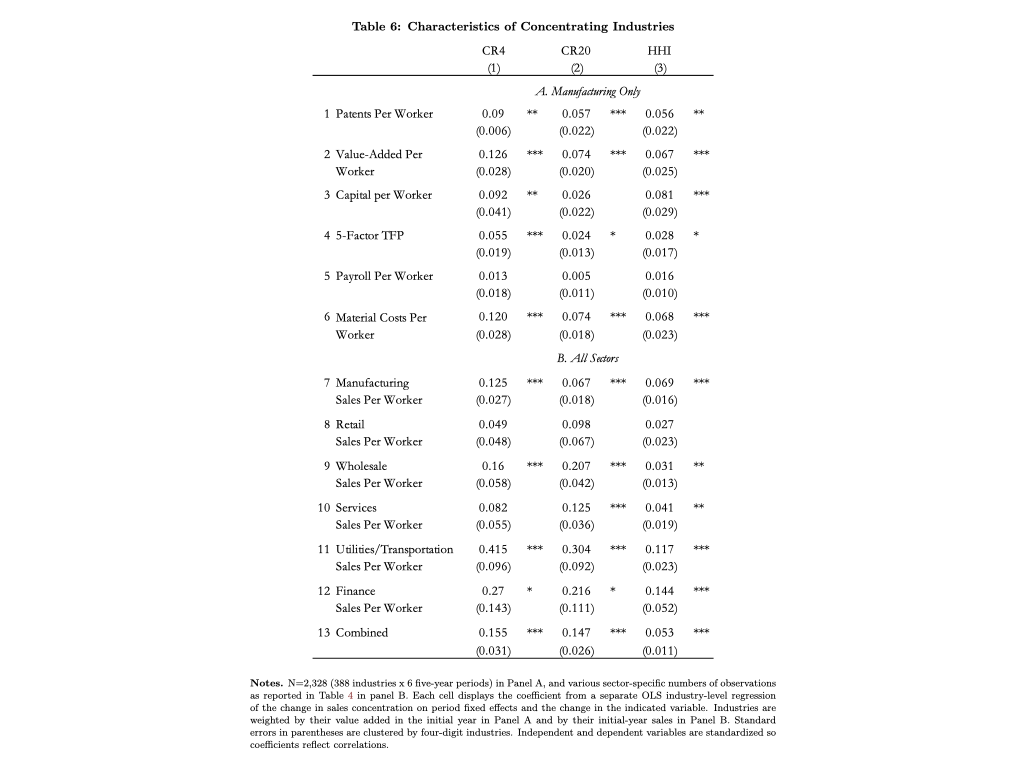 Table 6: Characteristics of Concentrating Industries
CR4 CR20 HHI
(1) (2) (3)
A. Manufacturing Only
1 Patents Per Worker 0.09 ** 0.057 *** 0.056 **
(0.006) (0.022) (0.022)
2 Value-Added Per 0.126 *** 0.074 *** 0.067 ***
Worker (0.028) (0.020) (0.025)
3 Capital per Worker 0.092 ** 0.026 0.081 ***
(0.041) (0.022) (0.029)
4 5-Factor TFP 0.055 *** 0.024 * 0.028 *
(0.019) (0.013) (0.017)
5 Payroll Per Worker 0.013 0.005 0.016
(0.018) (0.011) (0.010)
6 Material Costs Per 0.120 *** 0.074 *** 0.068 ***
Worker (0.028) (0.018) (0.023)
B. All Sectors
7 Manufacturing 0.125 *** 0.067 *** 0.069 ***
Sales Per Worker (0.027) (0.018) (0.016)
8 Retail 0.049 0.098 0.027
Sales Per Worker (0.048) (0.067) (0.023)
9 Wholesale 0.16 *** 0.207 *** 0.031 **
Sales Per Worker (0.058) (0.042) (0.013)
10 Services 0.082 0.125 *** 0.041 **
Sales Per Worker (0.055) (0.036) (0.019)
11 Utilities/Transportation 0.415 *** 0.304 *** 0.117 ***
Sales Per Worker (0.096) (0.092) (0.023)
12 Finance 0.27 * 0.216 * 0.144 ***
Sales Per Worker (0.143) (0.111) (0.052)
13 Combined 0.155 *** 0.147 *** 0.053 ***
(0.031) (0.026) (0.011)
Notes. N=2,328 (388 industries x 6 five-year periods) in Panel A, and various sector-specific numbers of observations
as reported in Table 4 in panel B. Each cell displays the coefficient from a separate OLS industry-level regression
of the change in sales concentration on period fixed effects and the change in the indicated variable. Industries are
weighted by their value added in the initial year in Panel A and by their initial-year sales in Panel B. Standard
errors in parentheses are clustered by four-digit industries. Independent and dependent variables are standardized so
coefficients reflect correlations.